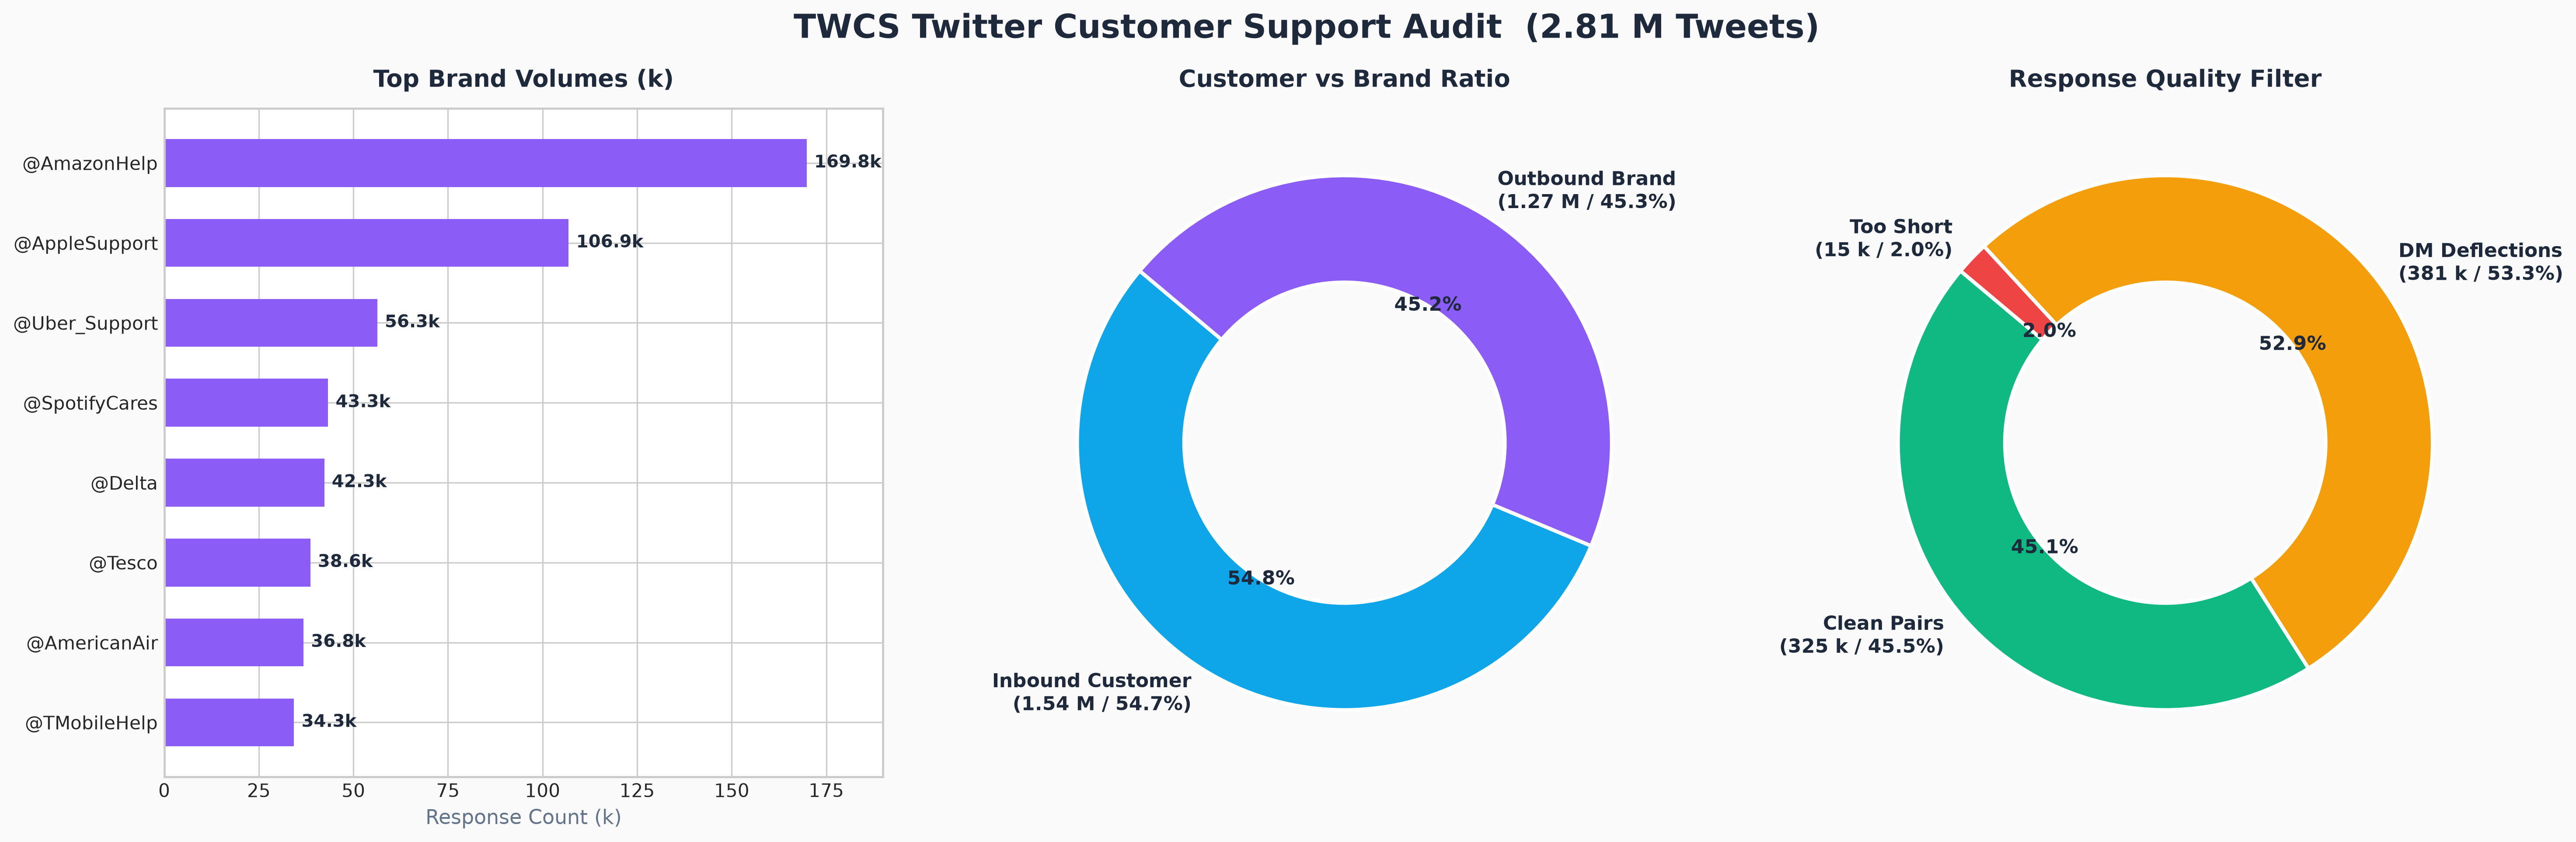 TWCS Twitter Customer Support Audit  (2.81 M Tweets)
Top Brand Volumes (k)
@AmazonHelp
169.8k
@AppleSupport
106.9k
@Uber_Support
56.3k
@SpotifyCares
43.3k
@Delta
42.3k
@Tesco
38.6k
@AmericanAir
36.8k
@TMobileHelp
34.3k
0 25 50 75 100 125 150 175
Response Count (k)
Customer vs Brand Ratio
Outbound Brand
(1.27 M / 45.3%)
45.2%
54.8%
Inbound Customer
(1.54 M / 54.7%)
Response Quality Filter
Too Short
(15 k / 2.0%)
DM Deflections
(381 k / 53.3%)
2.0%
52.9%
45.1%
Clean Pairs
(325 k / 45.5%)